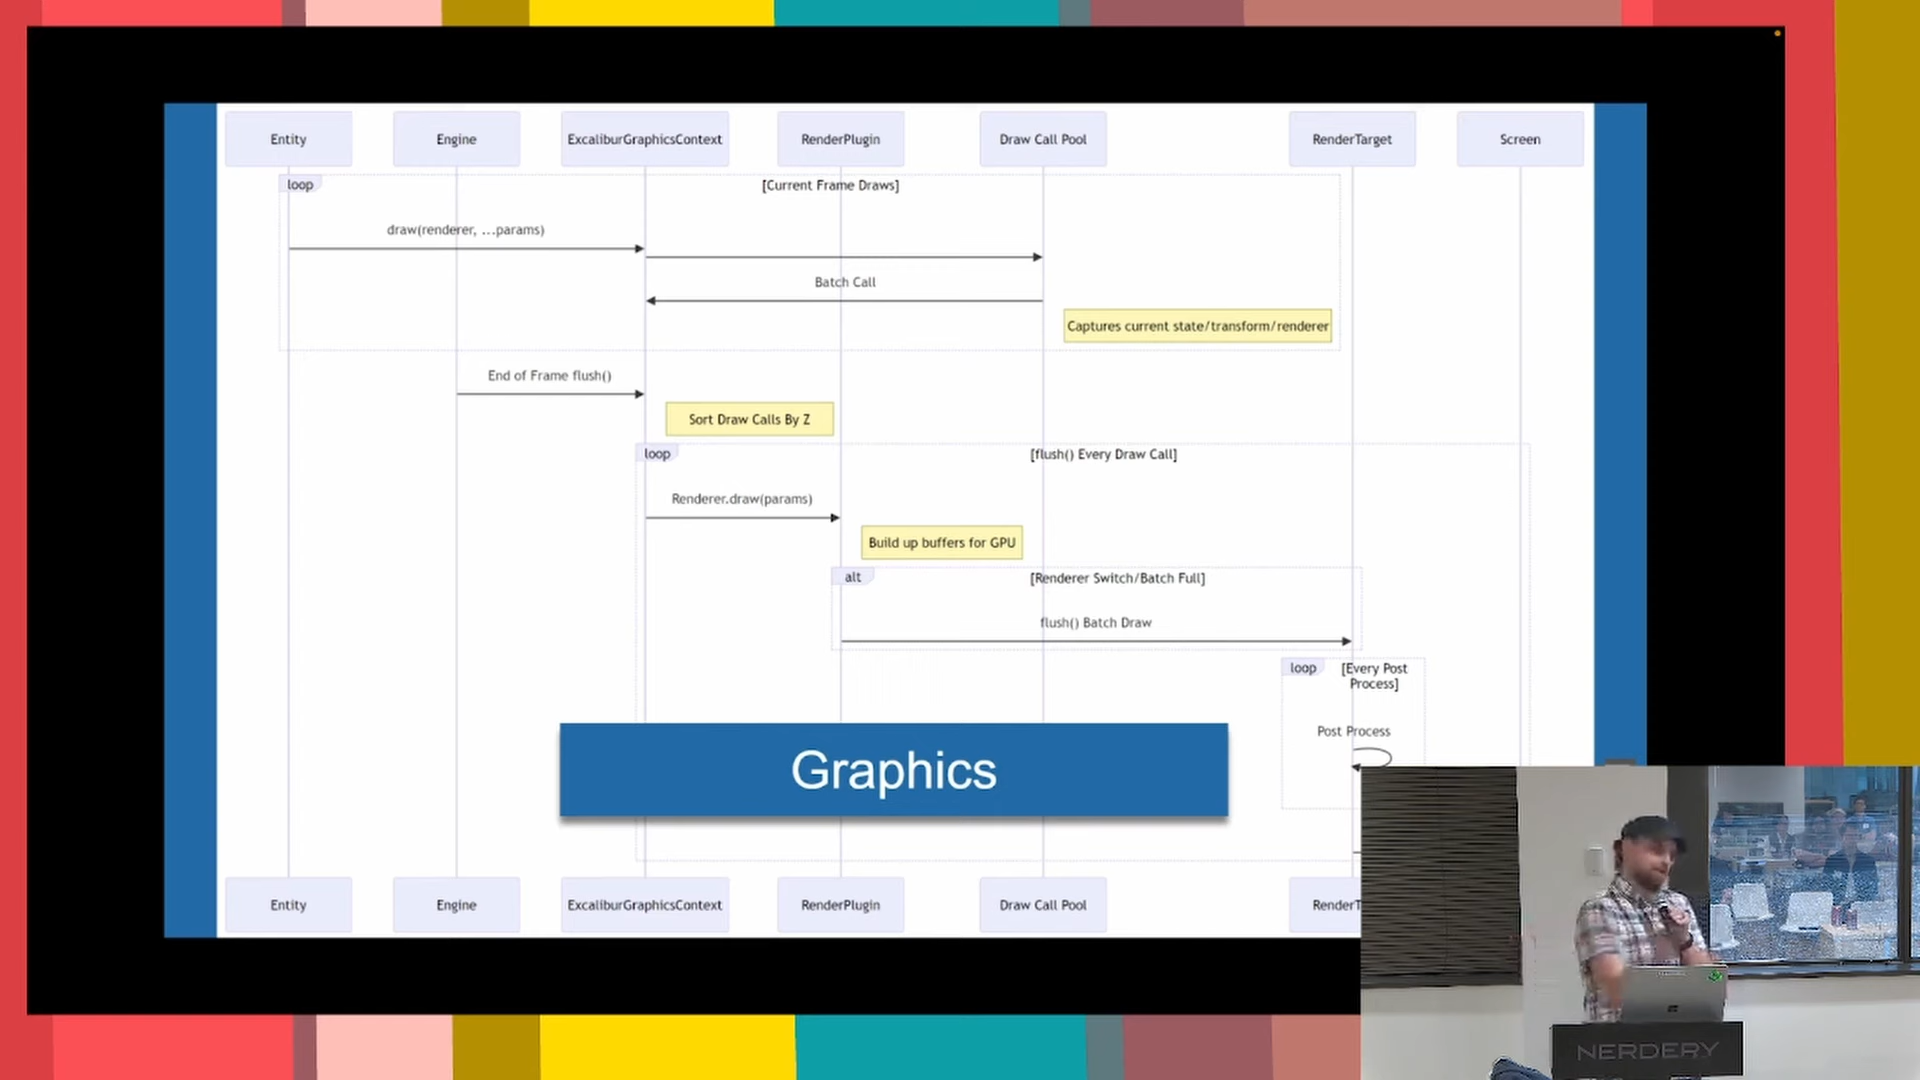 Entity
Engine
ExcaliburGraphicsContext
RenderPlugin
Draw Call Pool
RenderTarget
Screen
loop
[Current Frame Draws]
draw(renderer, ...params)
Batch Call
Captures current state/transform/renderer
End of Frame flush()
Sort Draw Calls By Z
loop
[flush() Every Draw Call]
Renderer.draw(params)
Build up buffers for GPU
alt
[Renderer Switch/Batch Full]
flush() Batch Draw
loop
[Every Post
Process]
Post Process
Graphics
Entity
Engine
ExcaliburGraphicsContext
RenderPlugin
Draw Call Pool
RenderT
NERDERY